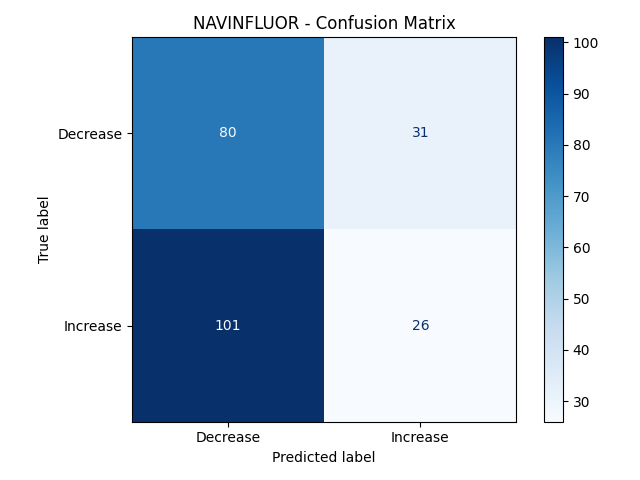 NAVINFLUOR - Confusion Matrix
True label
Decrease
80
31
Increase
101
26
Decrease
Increase
Predicted label
100
90
80
70
60
50
40
30